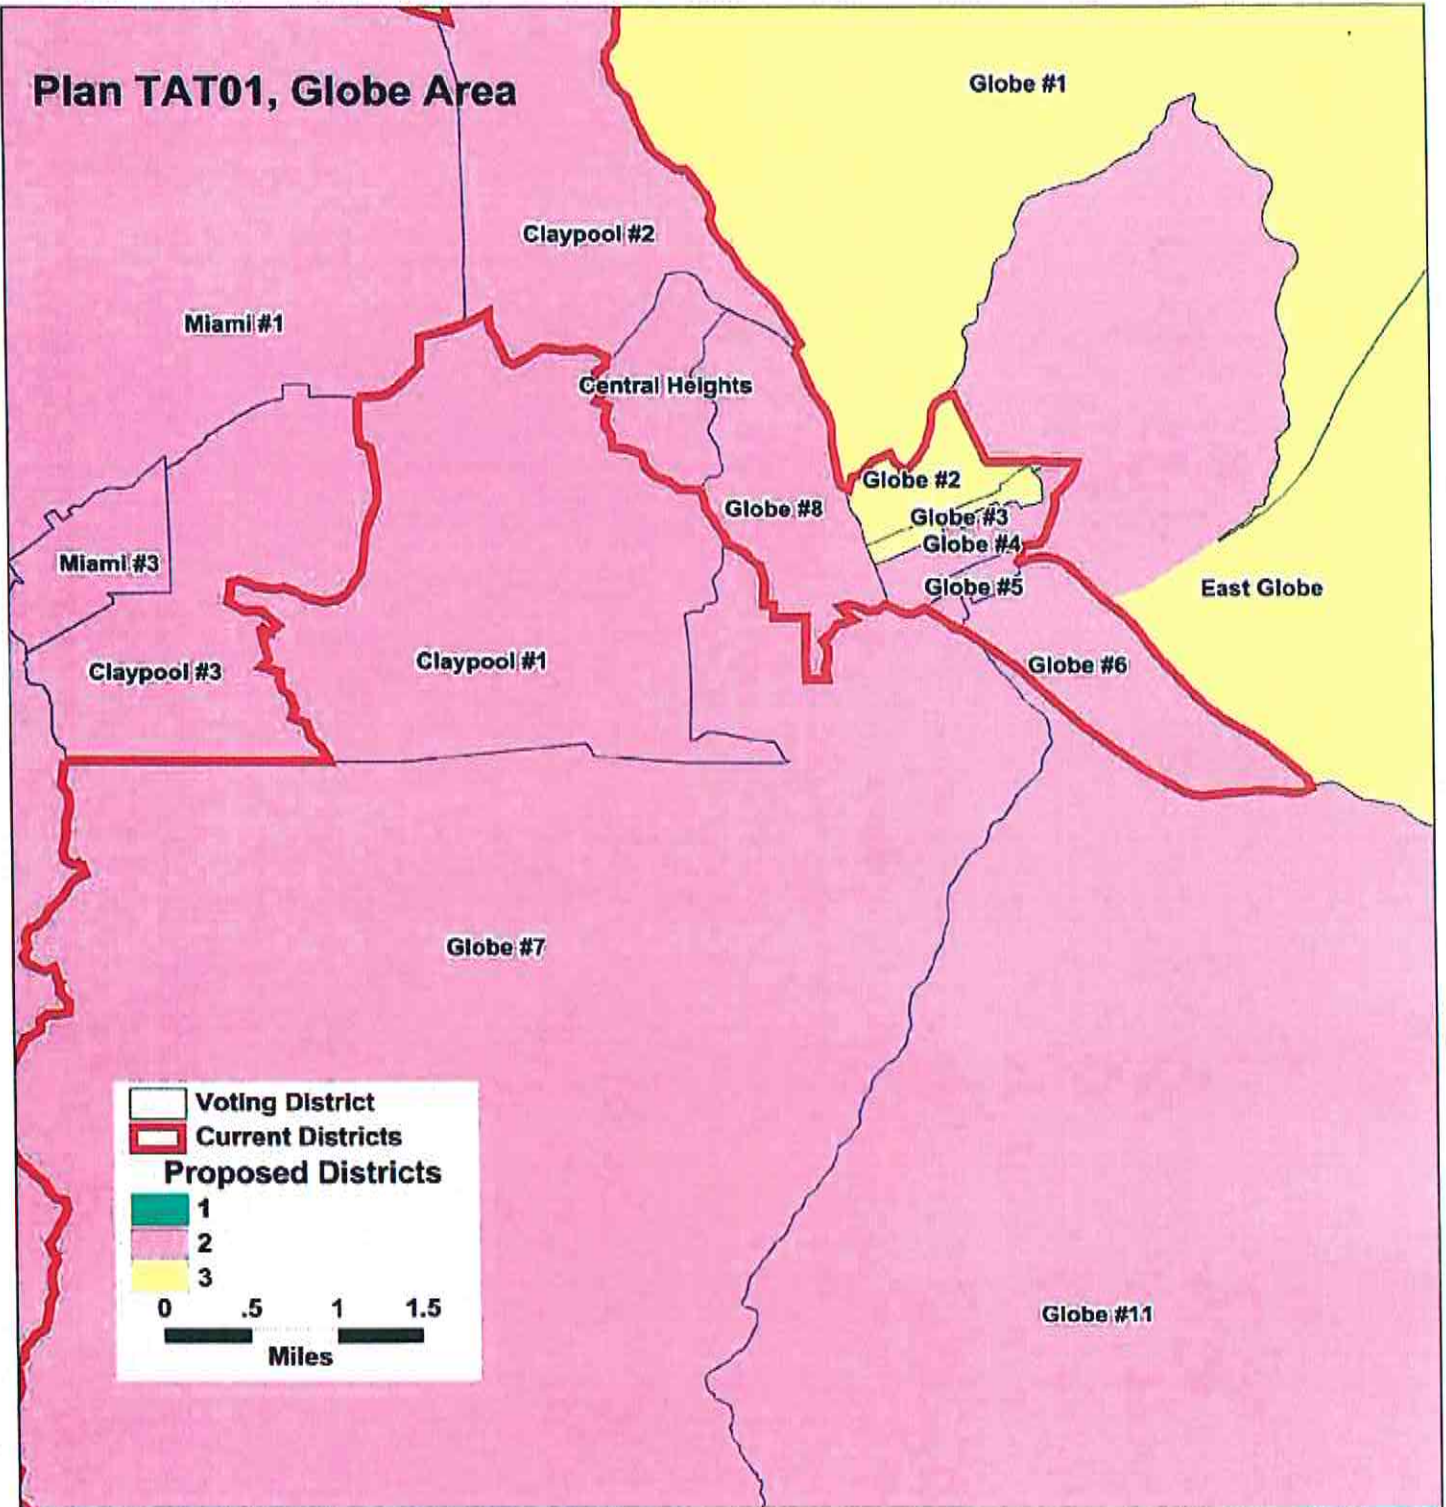 Plan TAT01, Globe Area
Globe #1
Claypool #2
Miami #1
Central Heights
Globe #2
Globe #8
Globe #3
Globe #4
Miami #3
Globe #5
East Globe
Claypool #3
Claypool #1
Globe #6
Globe #7
Voting District
Current Districts
Proposed Districts
1
2
3
0 .5 1 1.5
Miles
Globe #11